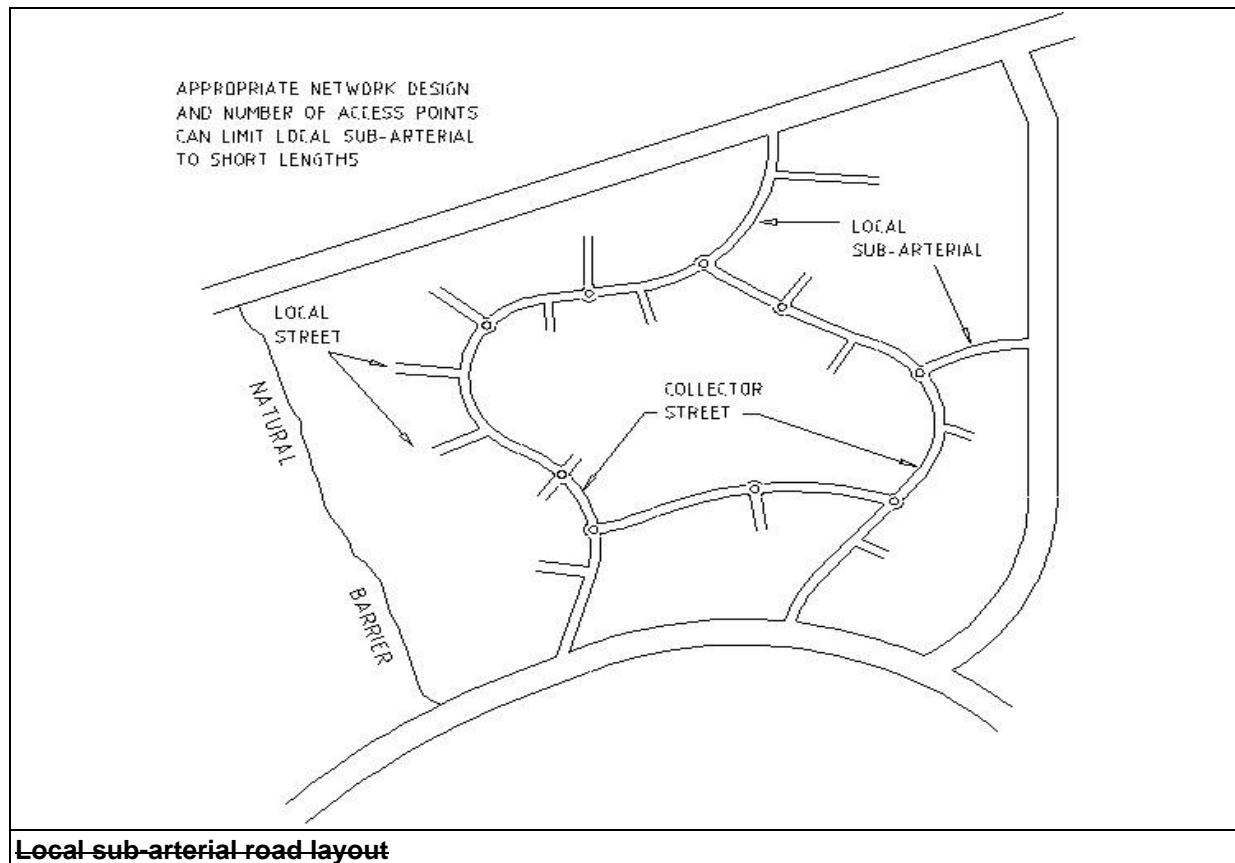 APPROPRIATE NETWORK DESIGN
AND NUMBER OF ACCESS POINTS
CAN LIMIT LOCAL SUB-ARTERIAL
TO SHORT LENGTHS
LOCAL
SUB-ARTERIAL
LOCAL
STREET
NATURAL
BARRIER
COLLECTOR
STREET
Local sub-arterial road layout